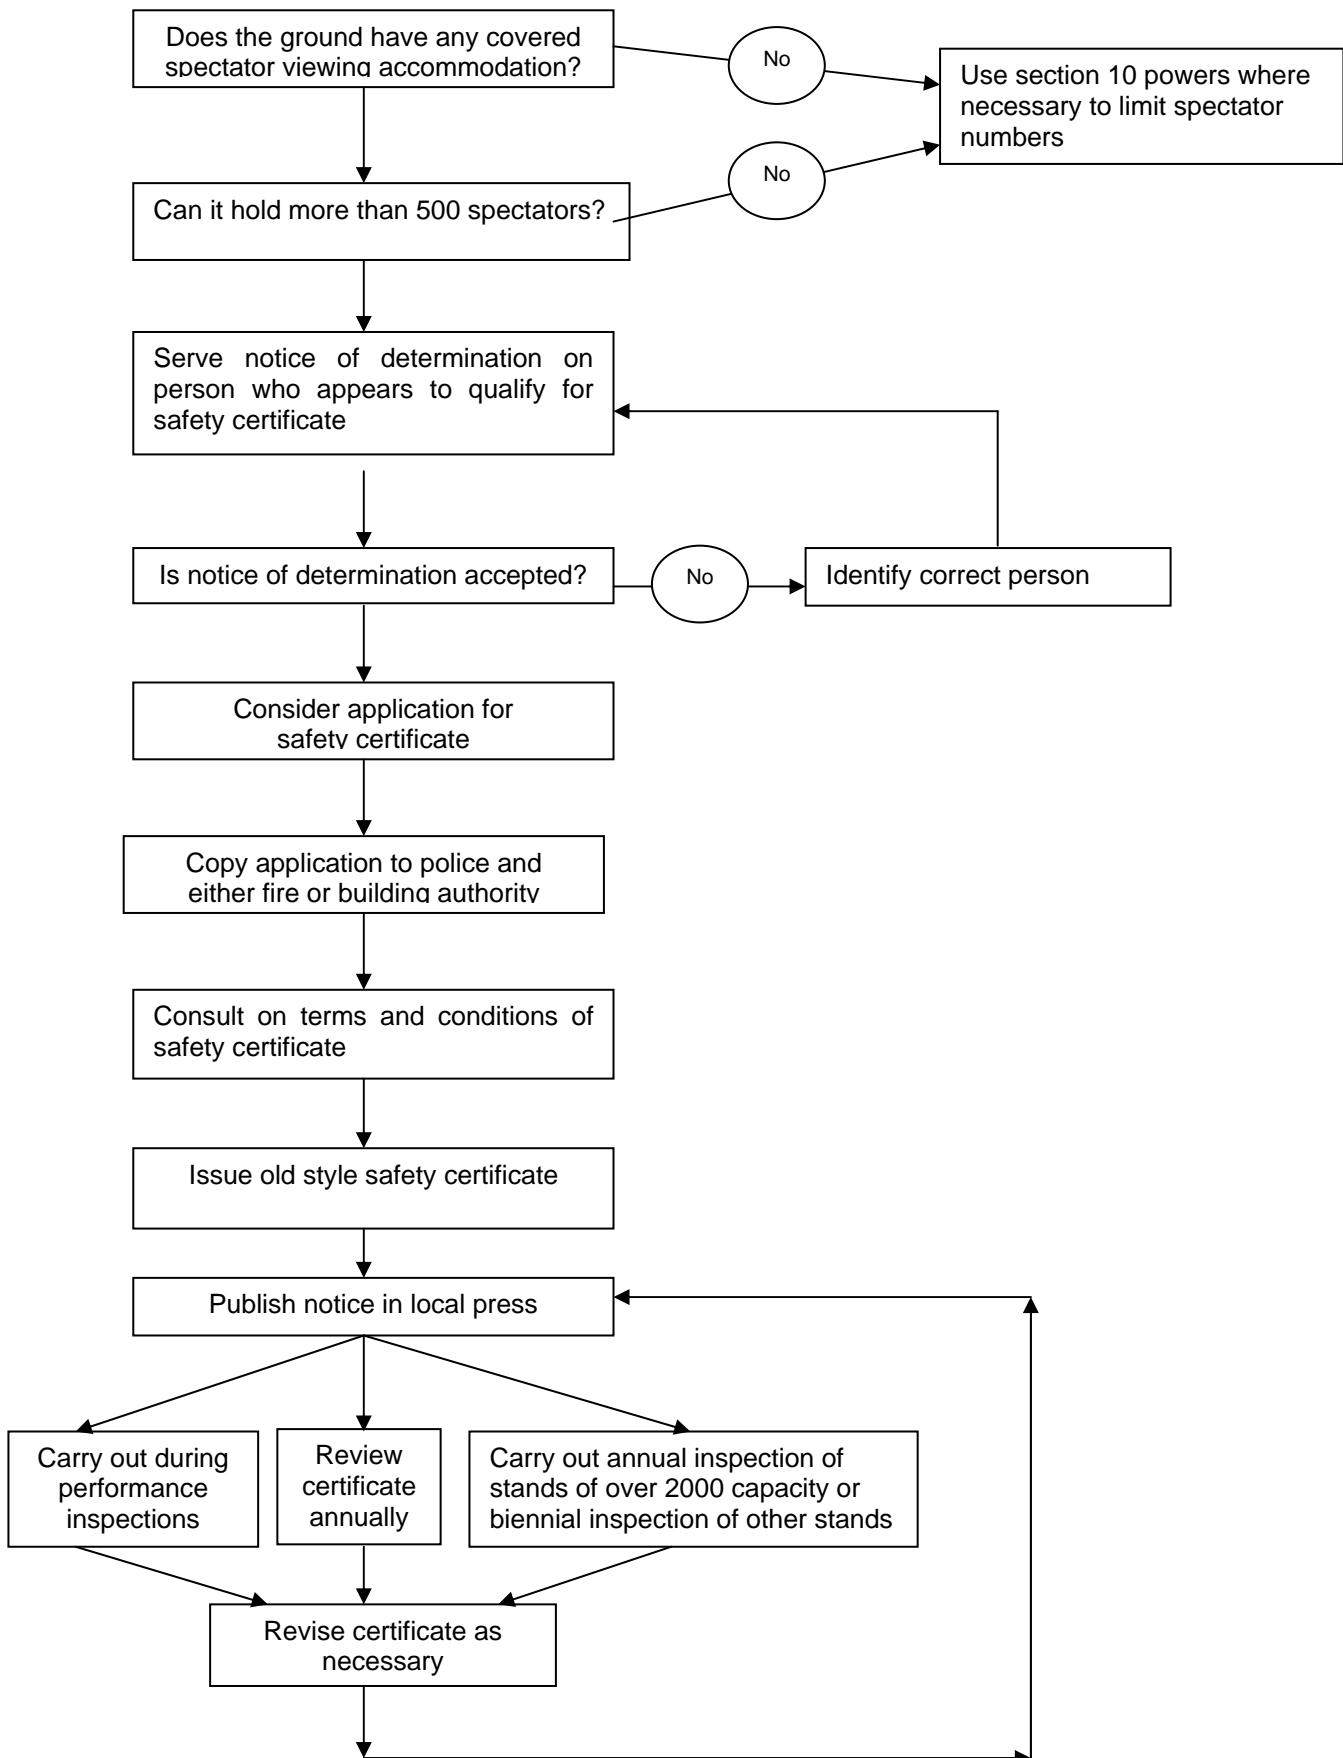 Does the ground have any covered
spectator viewing accommodation?
No
Use section 10 powers where
necessary to limit spectator
numbers
No
Can it hold more than 500 spectators?
Serve notice of determination on
person who appears to qualify for
safety certificate
Is notice of determination accepted?
No
Identify correct person
Consider application for
safety certificate
Copy application to police and
either fire or building authority
Consult on terms and conditions of
safety certificate
Issue old style safety certificate
Publish notice in local press
Carry out during
performance
inspections
Review
certificate
annually
Carry out annual inspection of
stands of over 2000 capacity or
biennial inspection of other stands
Revise certificate as
necessary